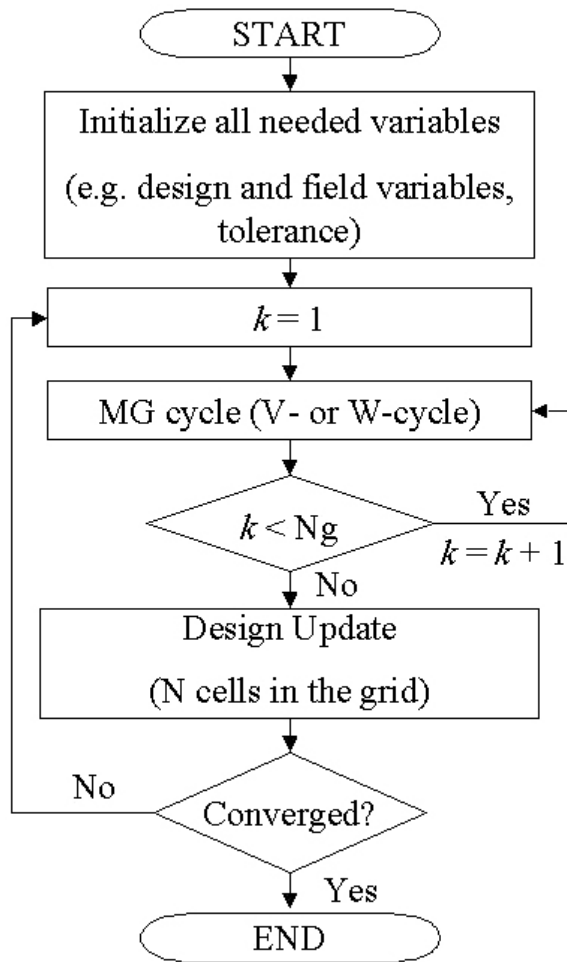 START
Initialize all needed variables
(e.g. design and field variables,
tolerance)
k = 1
MG cycle (V- or W-cycle)
k < Ng
Yes
k = k + 1
No
Design Update
(N cells in the grid)
No
Converged?
Yes
END